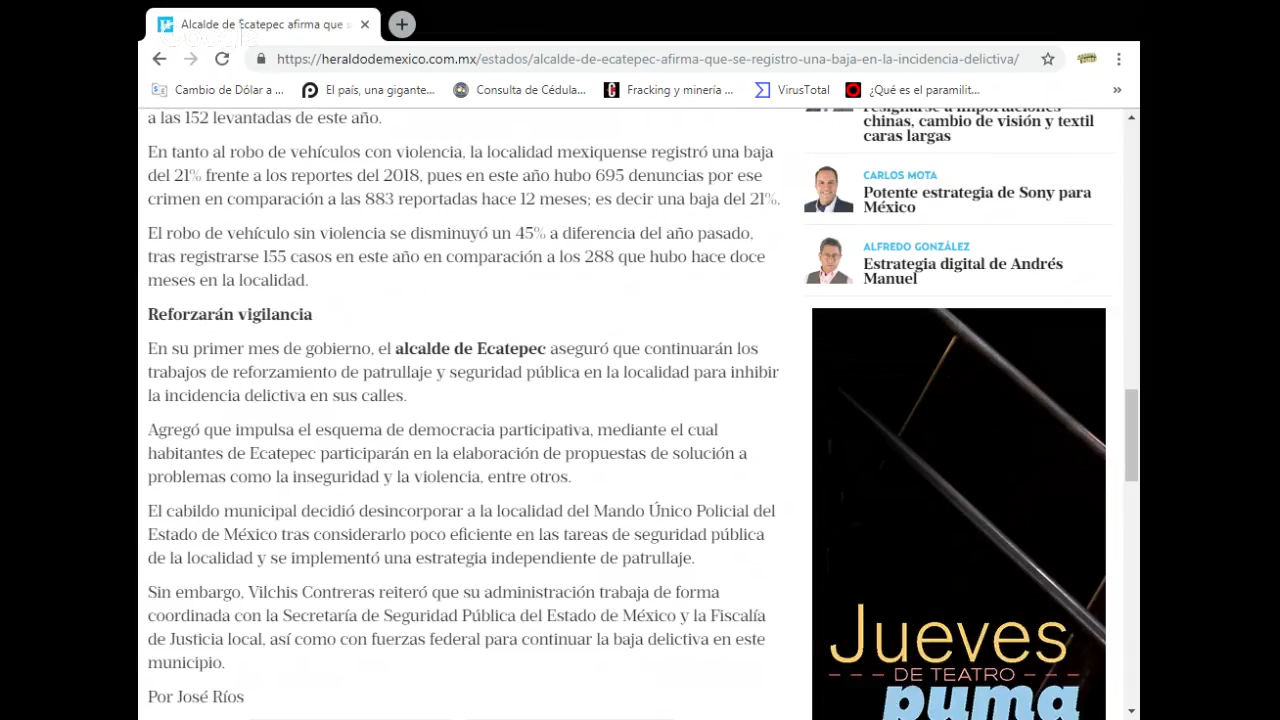 Alcalde de Ecatepec afirma que s
https://heraldodemexico.com.mx/estados/alcalde-de-ecatepec-afirma-que-se-registro-una-baja-en-la-incidencia-delictiva/
Cambio de Dólar a ...
El país, una gigante...
Consulta de Cédula...
Fracking y minería ...
VirusTotal
¿Qué es el paramilit...
»
a las 152 levantadas de este año.
En tanto al robo de vehículos con violencia, la localidad mexiquense registró una baja
del 21% frente a los reportes del 2018, pues en este año hubo 695 denuncias por ese
crimen en comparación a las 883 reportadas hace 12 meses; es decir una baja del 21%.
El robo de vehículo sin violencia se disminuyó un 45% a diferencia del año pasado,
tras registrarse 155 casos en este año en comparación a los 288 que hubo hace doce
meses en la localidad.
Reforzarán vigilancia
En su primer mes de gobierno, el alcalde de Ecatepec aseguró que continuarán los
trabajos de reforzamiento de patrullaje y seguridad pública en la localidad para inhibir
la incidencia delictiva en sus calles.
Agregó que impulsa el esquema de democracia participativa, mediante el cual
habitantes de Ecatepec participarán en la elaboración de propuestas de solución a
problemas como la inseguridad y la violencia, entre otros.
El cabildo municipal decidió desincorporar a la localidad del Mando Único Policial del
Estado de México tras considerarlo poco eficiente en las tareas de seguridad pública
de la localidad y se implementó una estrategia independiente de patrullaje.
Sin embargo, Vilchis Contreras reiteró que su administración trabaja de forma
coordinada con la Secretaría de Seguridad Pública del Estado de México y la Fiscalía
de Justicia local, así como con fuerzas federal para continuar la baja delictiva en este
municipio.
Por José Ríos
resignarse a importaciones
chinas, cambio de visión y textil
caras largas
CARLOS MOTA
Potente estrategia de Sony para
México
ALFREDO GONZÁLEZ
Estrategia digital de Andrés
Manuel
Jueves
DE TEATRO
puma